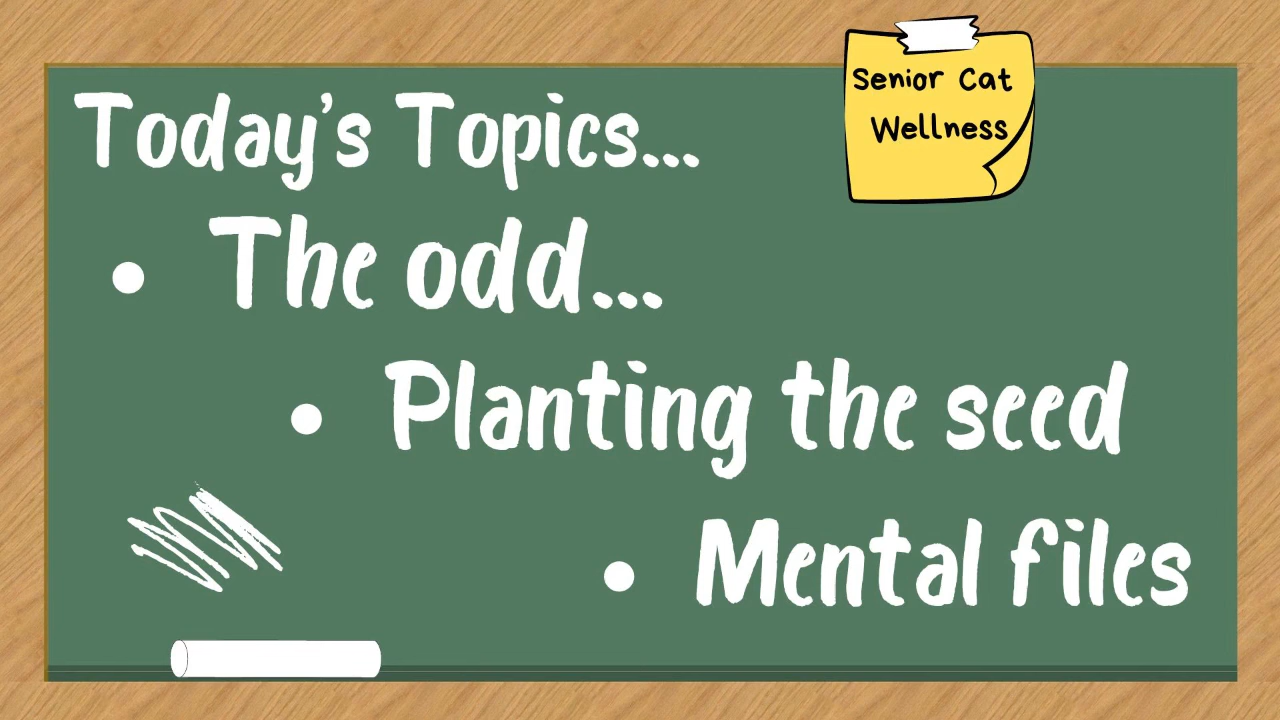 Senior Cat
Wellness
Today's Topics...
• The odd...
• Planting the seed
• Mental files